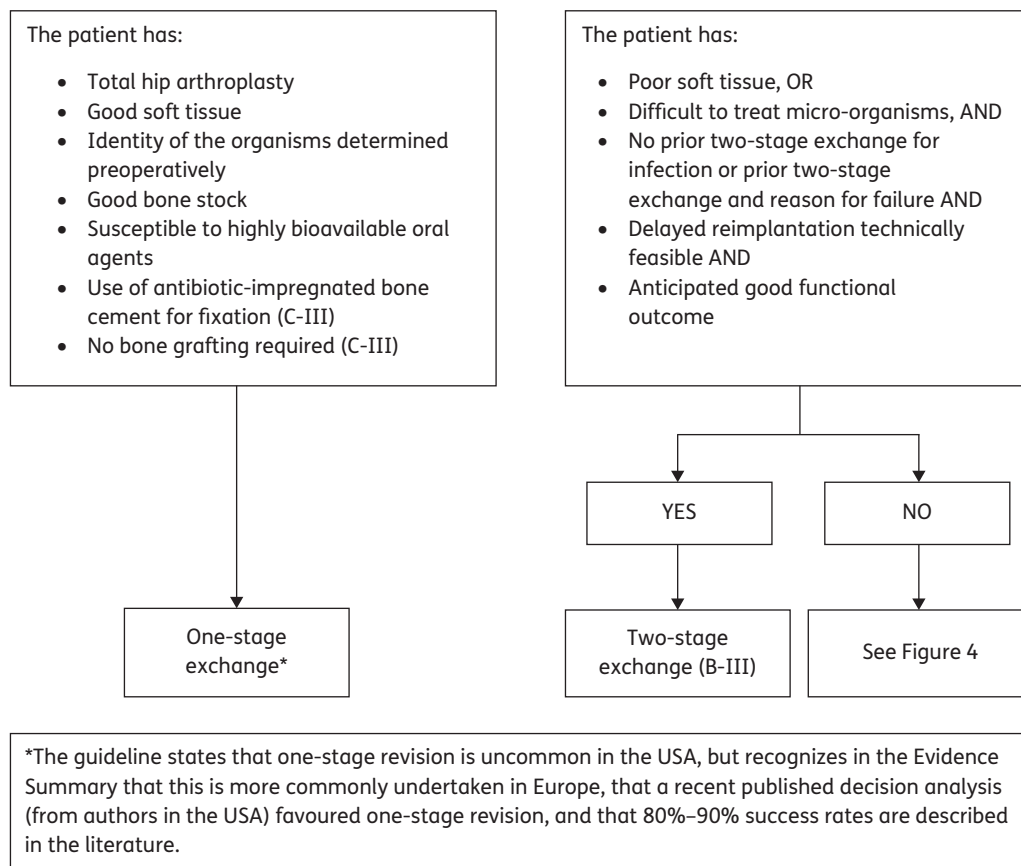 The patient has:
• Total hip arthroplasty
• Good soft tissue
• Identity of the organisms determined
preoperatively
• Good bone stock
• Susceptible to highly bioavailable oral
agents
• Use of antibiotic-impregnated bone
cement for fixation (C-III)
• No bone grafting required (C-III)
The patient has:
• Poor soft tissue, OR
• Difficult to treat micro-organisms, AND
• No prior two-stage exchange for
infection or prior two-stage
exchange and reason for failure AND
• Delayed reimplantation technically
feasible AND
• Anticipated good functional
outcome
YES
NO
One-stage
exchange*
Two-stage
exchange (B-III)
See Figure 4
*The guideline states that one-stage revision is uncommon in the USA, but recognizes in the Evidence
Summary that this is more commonly undertaken in Europe, that a recent published decision analysis
(from authors in the USA) favoured one-stage revision, and that 80%–90% success rates are described
in the literature.